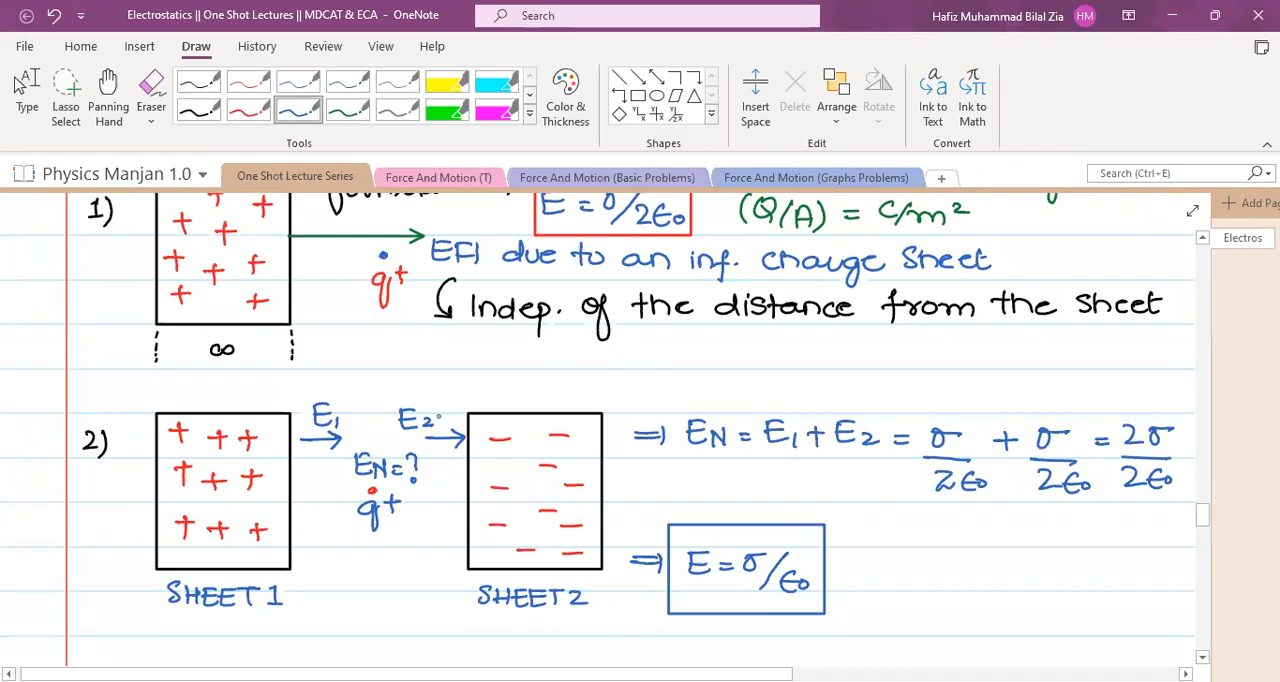 Electrostatics || One Shot Lectures || MDCAT & ECA - OneNote
Search
Hafiz Muhammad Bilal Zia HM
File Home Insert Draw History Review View Help
Type Lasso Select Panning Hand Eraser Color & Thickness Insert Space Delete Arrange Rotate Ink to Text Ink to Math
Tools Shapes Edit Convert
Physics Manjan 1.0 One Shot Lecture Series Force And Motion (T) Force And Motion (Basic Problems) Force And Motion (Graphs Problems) + Search (Ctrl+E)
+ Add Pag
Electros
1) + + E = σ/2ε₀ (Q/A) = C/m²
+ +
+ + + EFI due to an inf. charge Sheet
+ + q⁺ Indep. of the distance from the sheet
∞
2) + + + E₁ E₂ - - ⇒ EN = E₁ + E₂ = σ/2ε₀ + σ/2ε₀ = 2σ/2ε₀
+ + + EN = ? - - -
q⁺
+ + + - - - - - ⇒ E = σ/ε₀
SHEET 1 SHEET 2